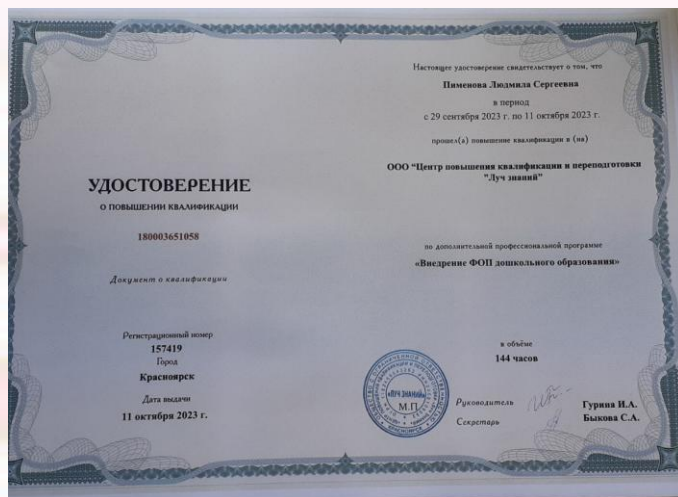 УДОСТОВЕРЕНИЕ
О ПОВЫШЕНИИ КВАЛИФИКАЦИИ
180003651058
Документ о квалификации
Регистрационный номер
157419
Город
Красноярск
Дата выдачи
11 октября 2023 г.
Настоящее удостоверение свидетельствует о том, что
Пименова Людмила Сергеевна
в период
с 29 сентября 2023 г. по 11 октября 2023 г.
прошел(а) повышение квалификации в (на)
ООО "Центр повышения квалификации и переподготовки
"Луч знаний"
по дополнительной профессиональной программе
«Внедрение ФОП дошкольного образования»
в объёме
144 часов
«ЛУЧ ЗНАНИЙ»
М.П.
Руководитель
Гурина И.А.
Секретарь
Быкова С.А.